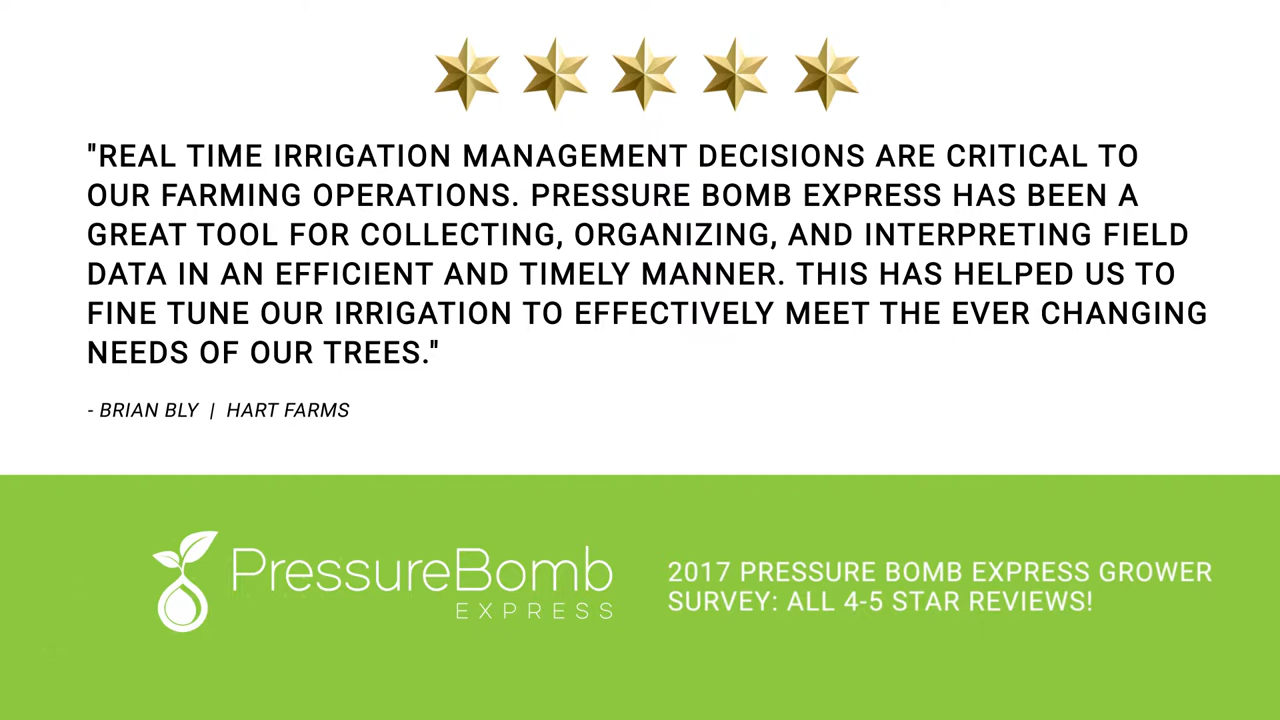 "REAL TIME IRRIGATION MANAGEMENT DECISIONS ARE CRITICAL TO
OUR FARMING OPERATIONS. PRESSURE BOMB EXPRESS HAS BEEN A
GREAT TOOL FOR COLLECTING, ORGANIZING, AND INTERPRETING FIELD
DATA IN AN EFFICIENT AND TIMELY MANNER. THIS HAS HELPED US TO
FINE TUNE OUR IRRIGATION TO EFFECTIVELY MEET THE EVER CHANGING
NEEDS OF OUR TREES."
- BRIAN BLY | HART FARMS
PressureBomb
EXPRESS
2017 PRESSURE BOMB EXPRESS GROWER
SURVEY: ALL 4-5 STAR REVIEWS!